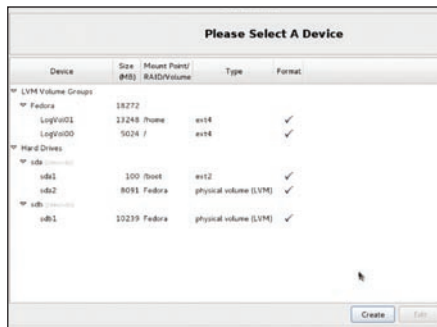 Please Select A Device
Device Size (MB) Mount Point/ RAID/Volume Type Format
LVM Volume Groups
Fedora 18272
LogVol01 13248 /home ext4 ✓
LogVol00 5024 / ext4 ✓
Hard Drives
sda
sda1 100 /boot ext2 ✓
sda2 8091 Fedora physical volume (LVM) ✓
sdb
sdb1 10239 Fedora physical volume (LVM) ✓
Create Edit